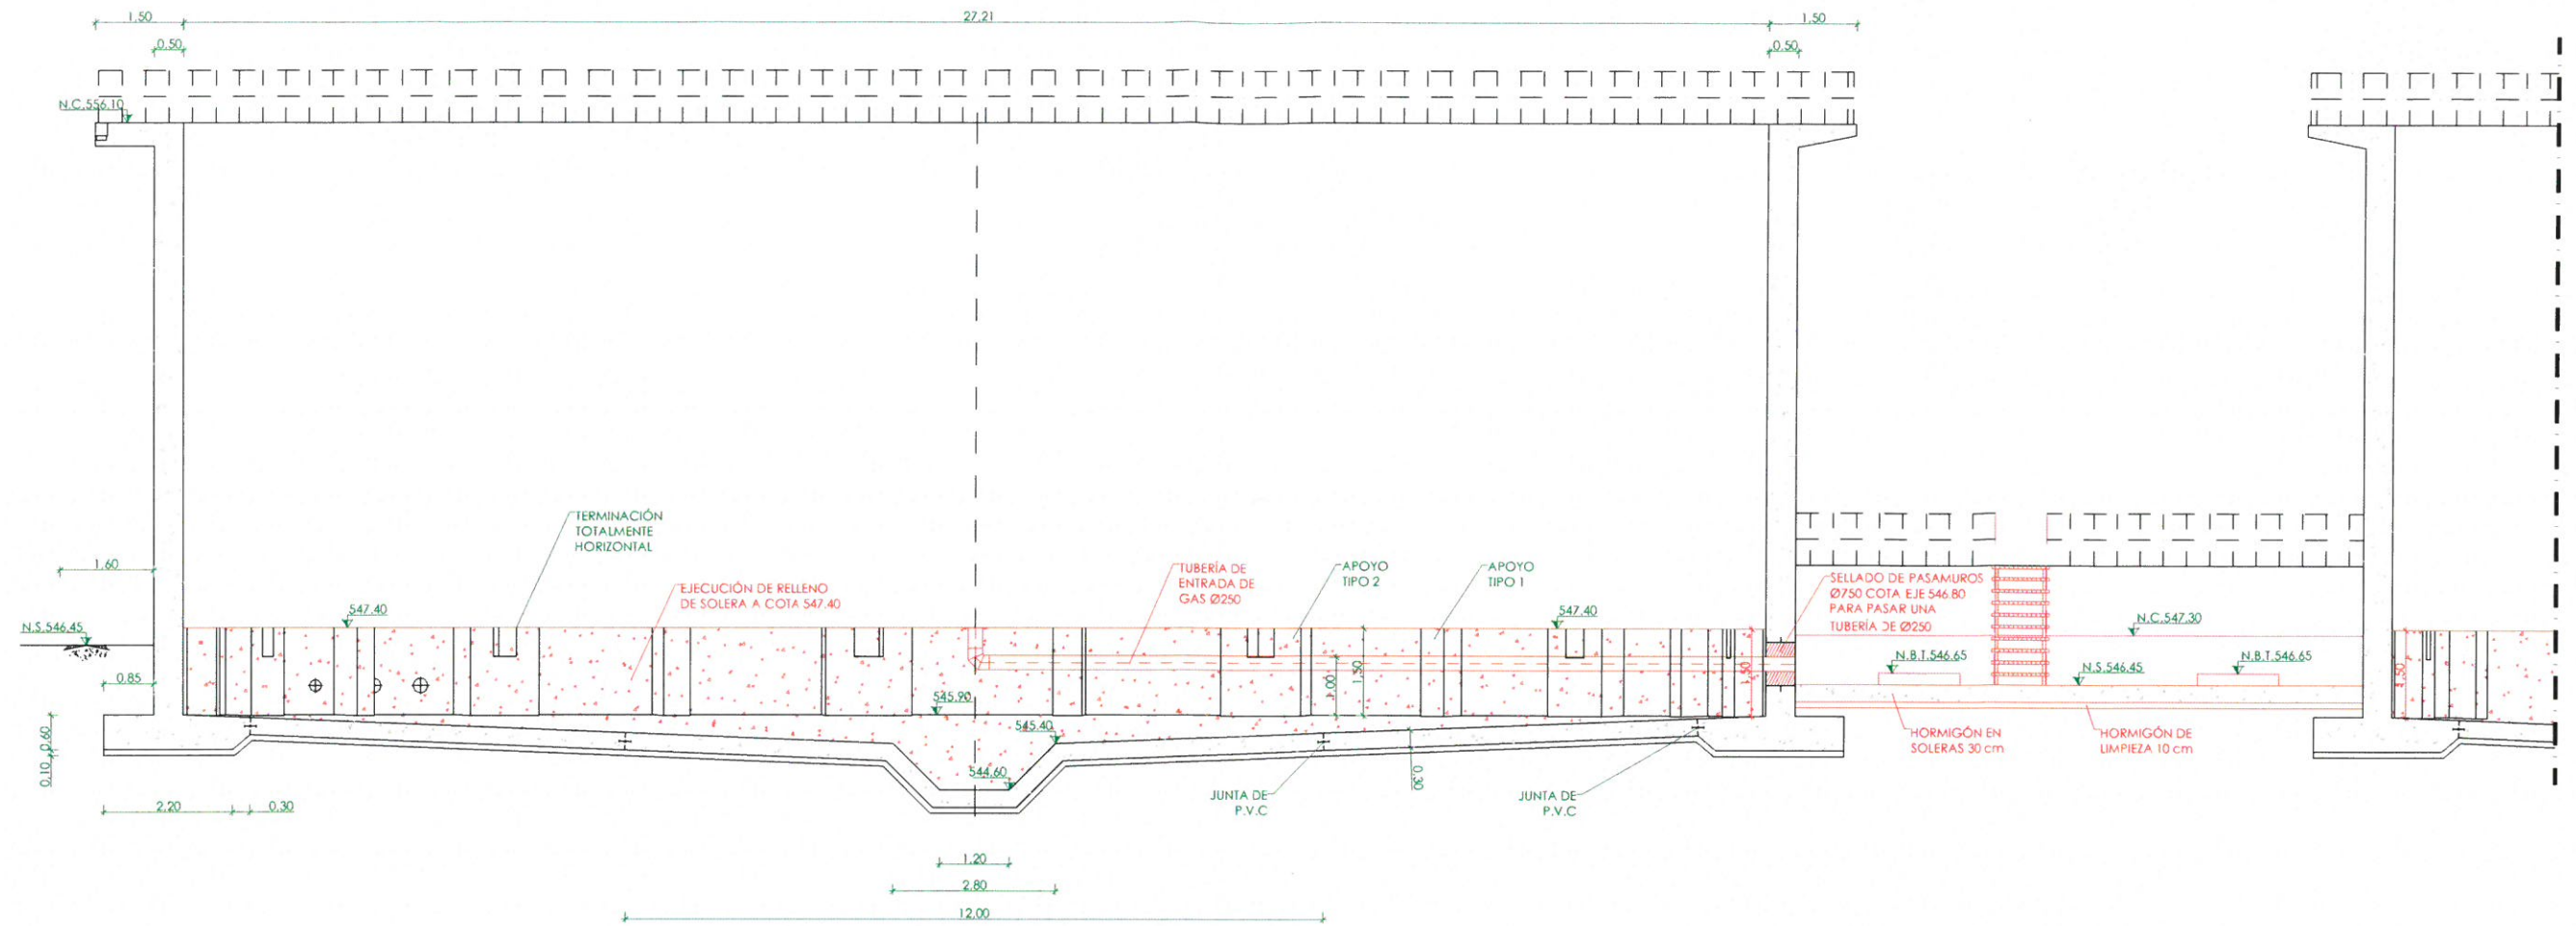 1.50
27.21
1.50
0.50
0.50
N.C.556.10
TERMINACIÓN
TOTALMENTE
HORIZONTAL
1.60
EJECUCIÓN DE RELLENO
DE SOLERA A COTA 547.40
TUBERÍA DE
ENTRADA DE
GAS Ø250
APOYO
TIPO 2
APOYO
TIPO 1
SELLADO DE PASAMUROS
Ø750 COTA EJE 546.80
PARA PASAR UNA
TUBERÍA DE Ø250
547.40
547.40
N.C.547.30
N.S.546.45
N.B.T.546.65
N.S.546.45
N.B.T.546.65
0.85
1.00
1.50
1.50
1.50
545.90
545.40
0.60
0.10
544.60
0.30
HORMIGÓN EN
SOLERAS 30 cm
HORMIGÓN DE
LIMPIEZA 10 cm
2.20
0.30
JUNTA DE
P.V.C
JUNTA DE
P.V.C
1.20
2.80
12.00